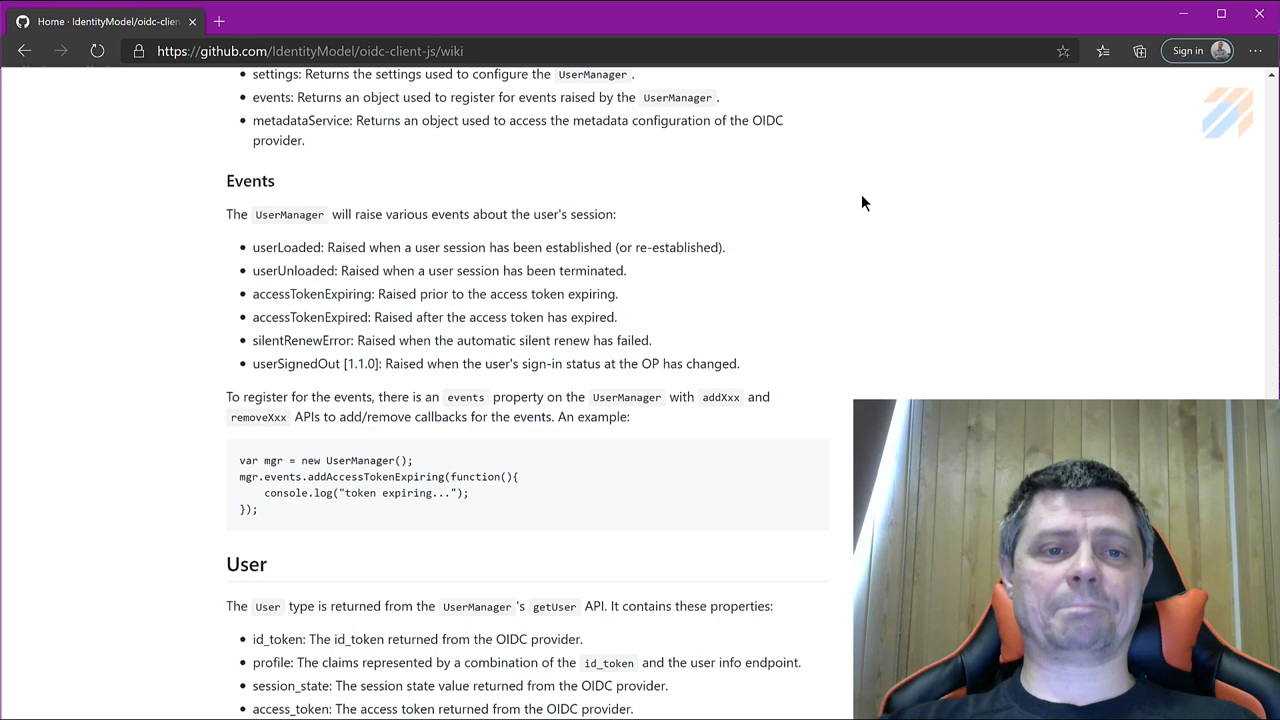 Home · IdentityModel/oidc-clien
https://github.com/IdentityModel/oidc-client-js/wiki
Sign in
settings: Returns the settings used to configure the UserManager.
events: Returns an object used to register for events raised by the UserManager.
metadataService: Returns an object used to access the metadata configuration of the OIDC
provider.
Events
The UserManager will raise various events about the user's session:
userLoaded: Raised when a user session has been established (or re-established).
userUnloaded: Raised when a user session has been terminated.
accessTokenExpiring: Raised prior to the access token expiring.
accessTokenExpired: Raised after the access token has expired.
silentRenewError: Raised when the automatic silent renew has failed.
userSignedOut [1.1.0]: Raised when the user's sign-in status at the OP has changed.
To register for the events, there is an events property on the UserManager with addXxx and
removeXxx APIs to add/remove callbacks for the events. An example:
var mgr = new UserManager();
mgr.events.addAccessTokenExpiring(function(){
console.log("token expiring...");
});
User
The User type is returned from the UserManager's getUser API. It contains these properties:
id_token: The id_token returned from the OIDC provider.
profile: The claims represented by a combination of the id_token and the user info endpoint.
session_state: The session state value returned from the OIDC provider.
access_token: The access token returned from the OIDC provider.